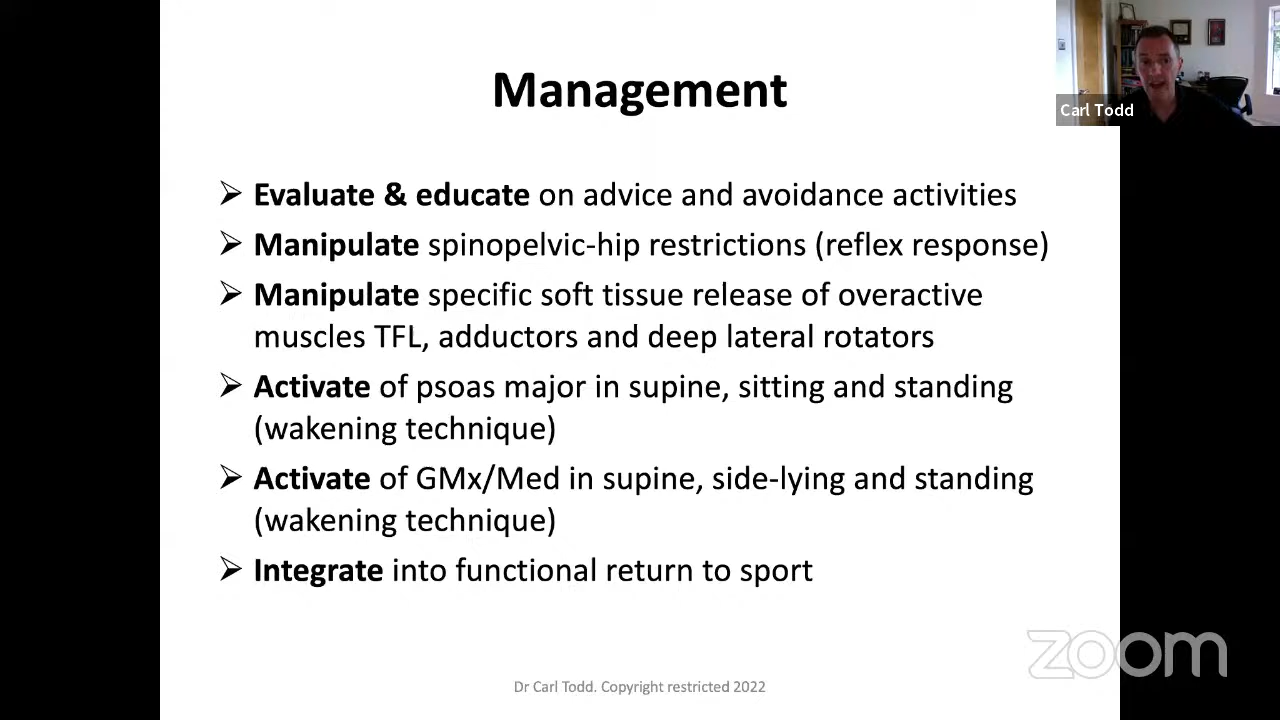 Management
Carl Todd
➢ Evaluate & educate on advice and avoidance activities
➢ Manipulate spinopelvic-hip restrictions (reflex response)
➢ Manipulate specific soft tissue release of overactive
muscles TFL, adductors and deep lateral rotators
➢ Activate of psoas major in supine, sitting and standing
(wakening technique)
➢ Activate of GMx/Med in supine, side-lying and standing
(wakening technique)
➢ Integrate into functional return to sport
zoom
Dr Carl Todd. Copyright restricted 2022